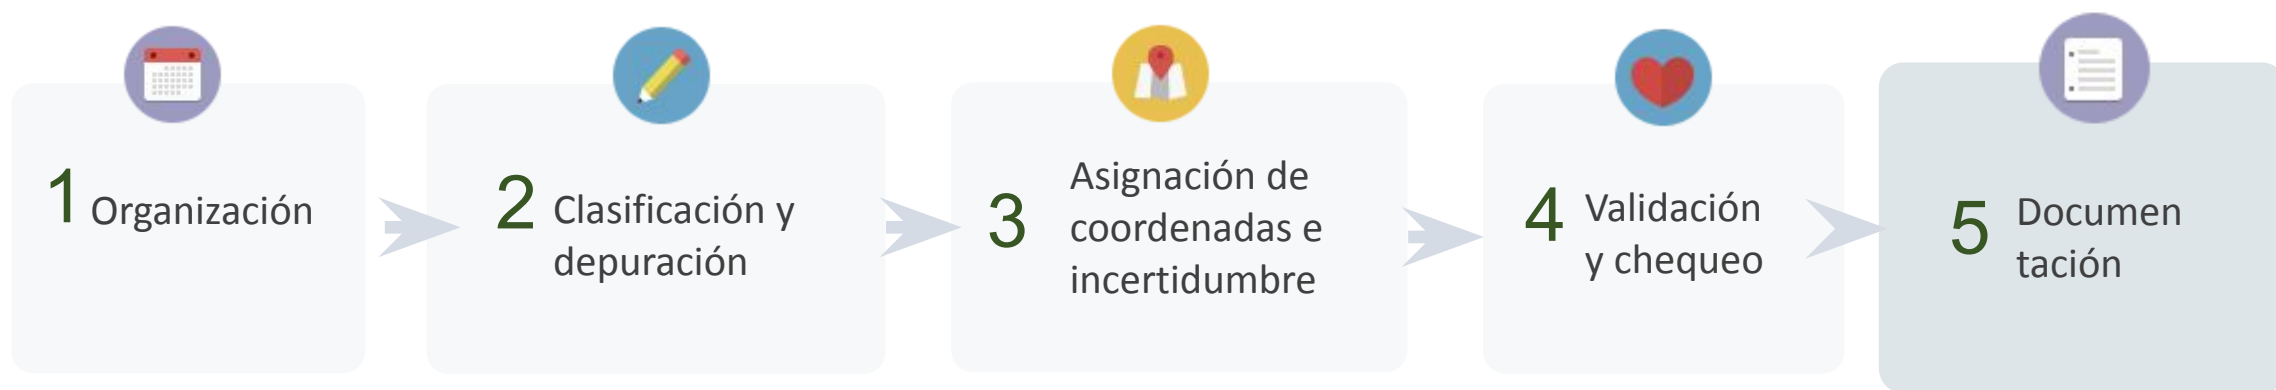 1 Organización
2 Clasificación y
depuración
3 Asignación de
coordenadas e
incertidumbre
4 Validación
y chequeo
5 Documen
tación